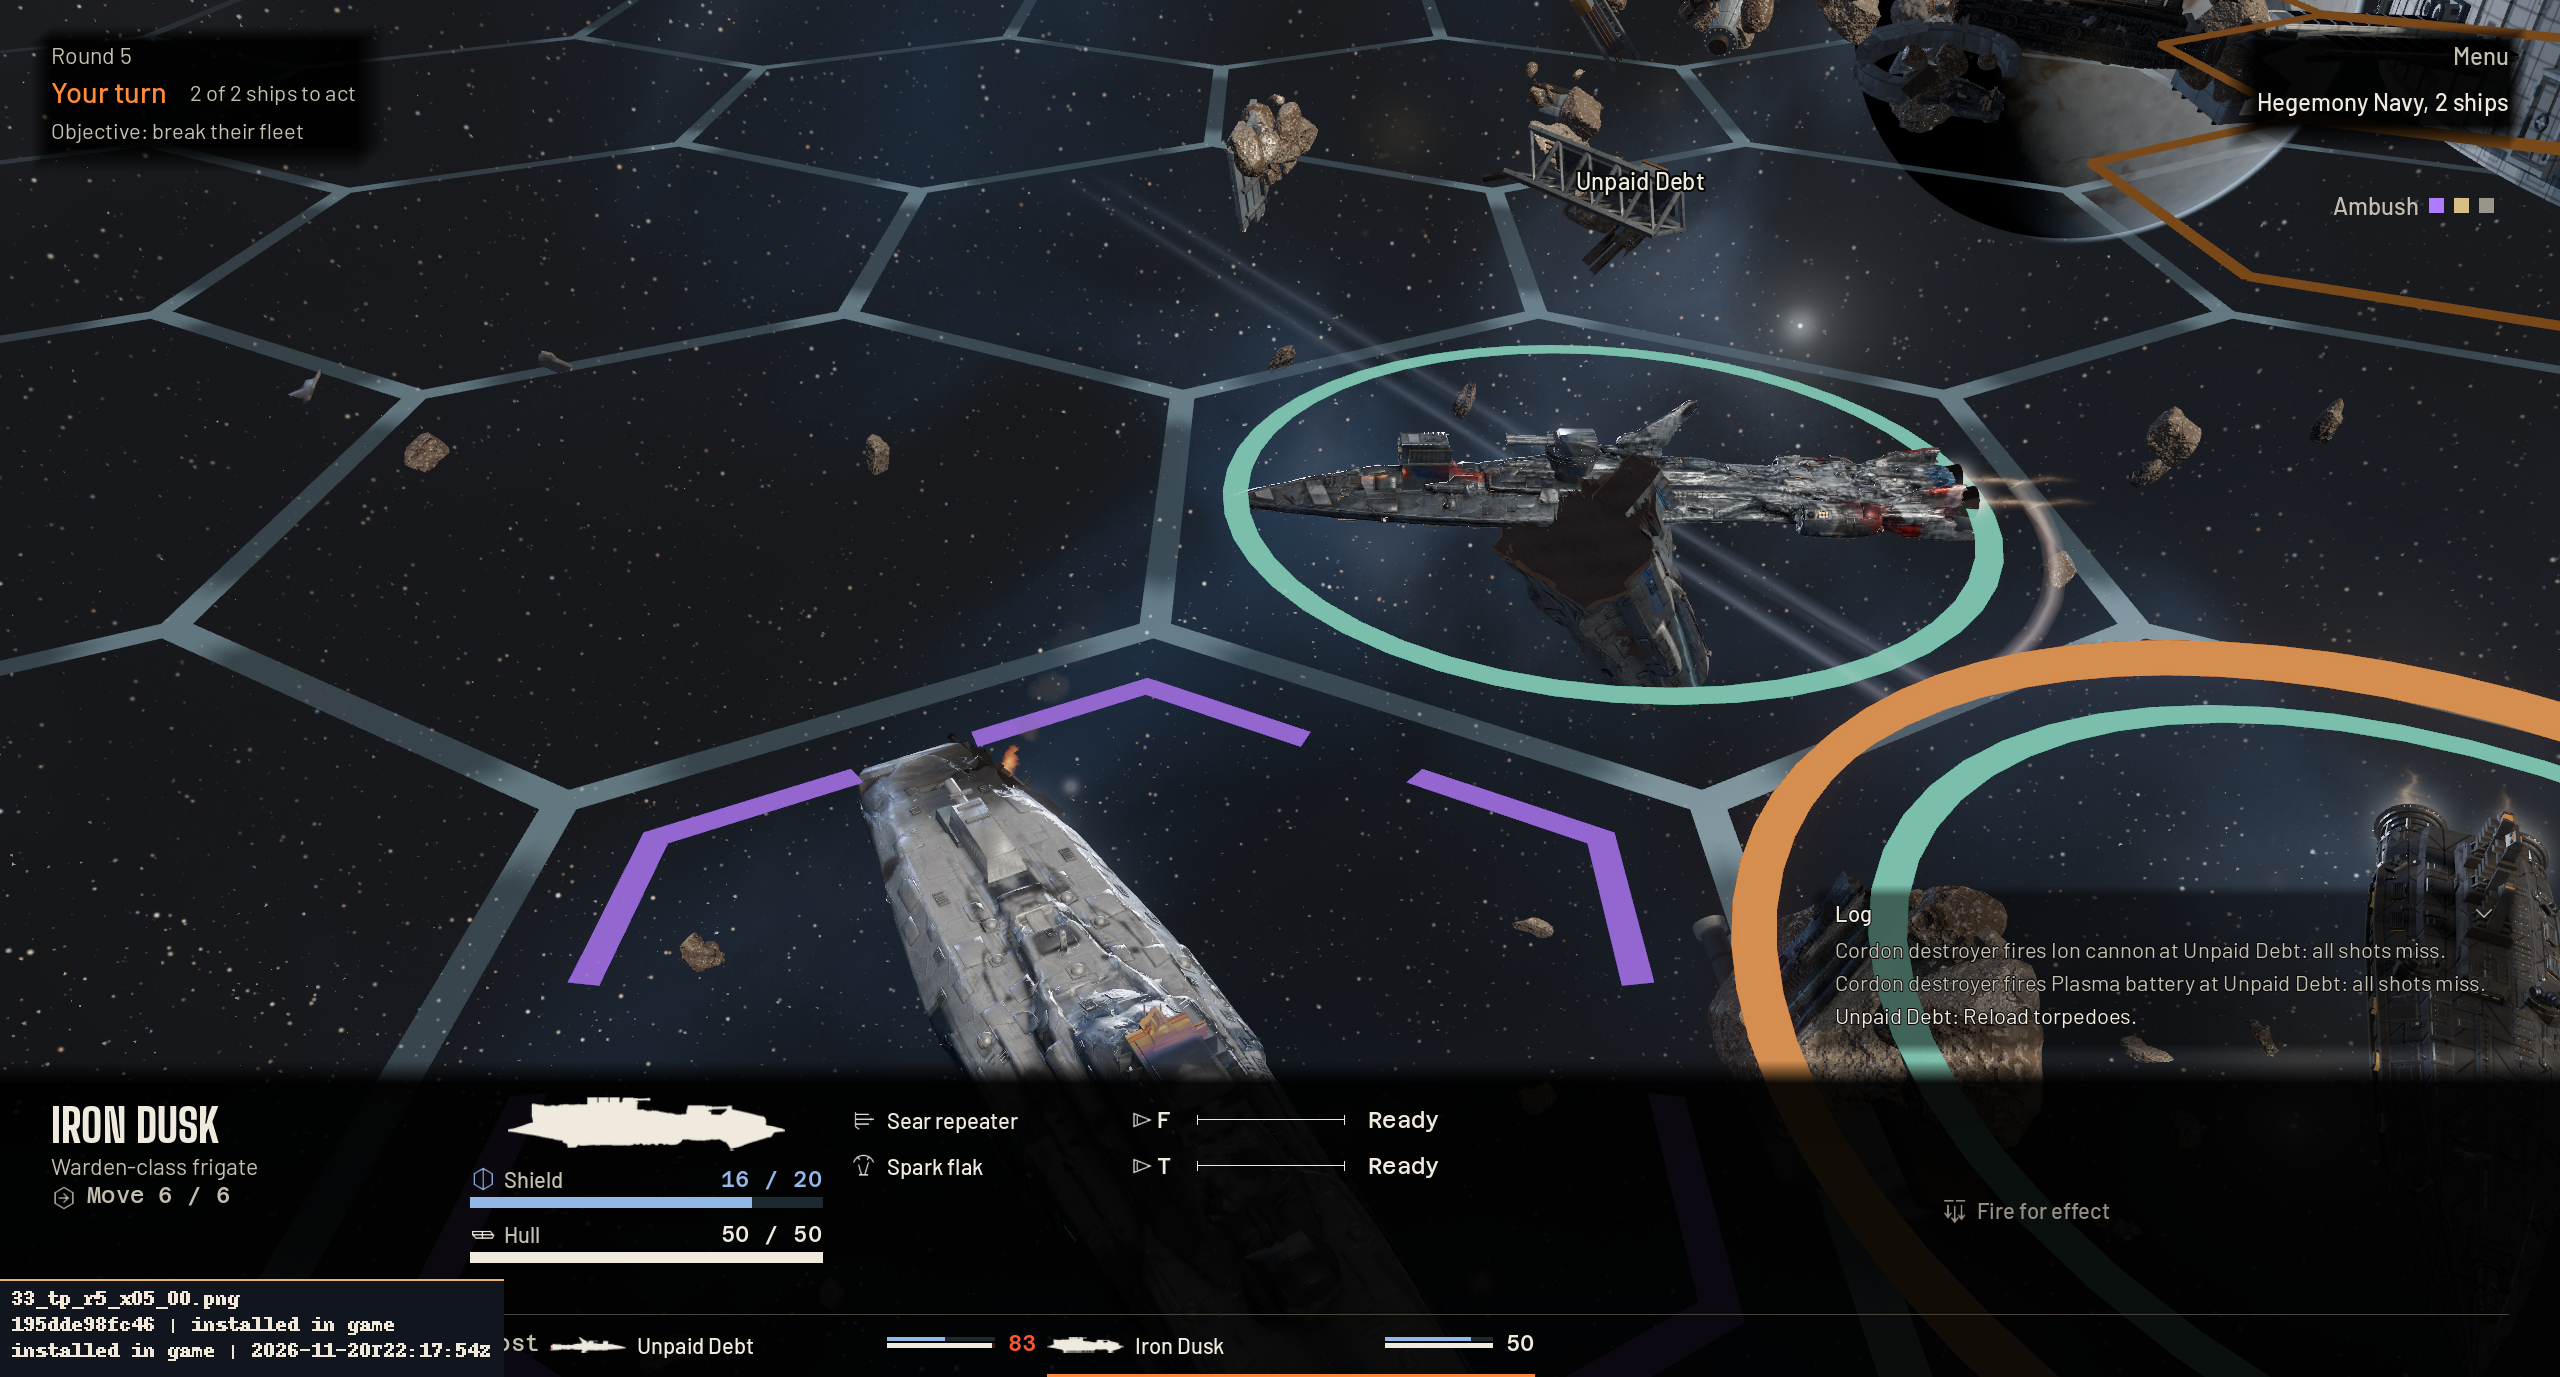 Round 5
Your turn 2 of 2 ships to act
Objective: break their fleet
Menu
Hegemony Navy, 2 ships
Ambush
Unpaid Debt
Log
Cordon destroyer fires Ion cannon at Unpaid Debt: all shots miss.
Cordon destroyer fires Plasma battery at Unpaid Debt: all shots miss.
Unpaid Debt: Reload torpedoes.
IRON DUSK
Warden-class frigate
Move 6 / 6
Shield 16 / 20
Hull 50 / 50
Sear repeater F Ready
Spark flak T Ready
Fire for effect
33_tp_r5_x05_00.png
195dde98fc46 | installed in game
installed in game | 2026-11-20T22:17:54Z
Unpaid Debt 83
Iron Dusk 50